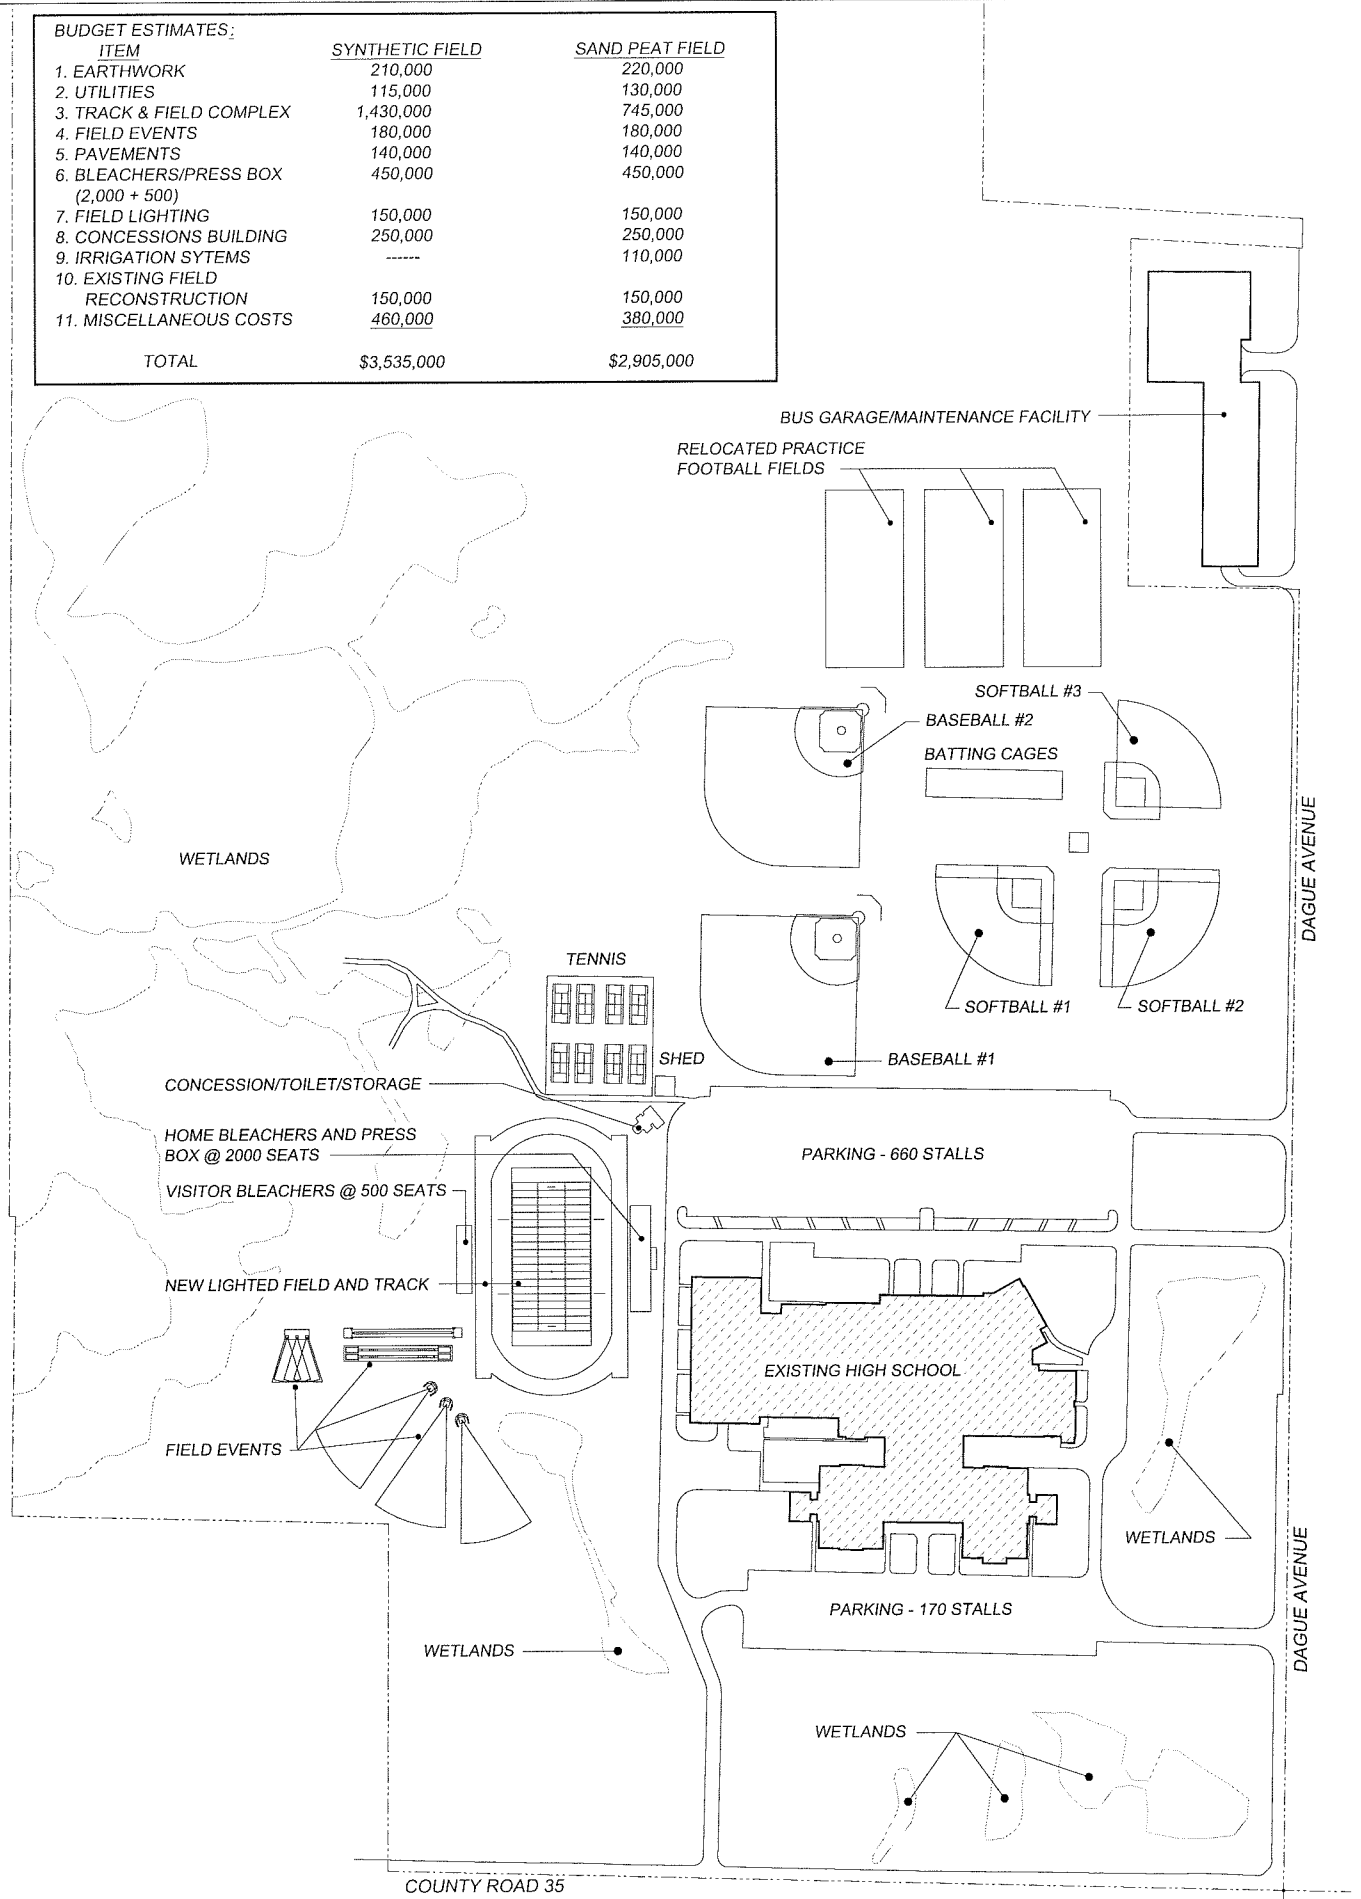 BUDGET ESTIMATES:
ITEM SYNTHETIC FIELD SAND PEAT FIELD
1. EARTHWORK 210,000 220,000
2. UTILITIES 115,000 130,000
3. TRACK & FIELD COMPLEX 1,430,000 745,000
4. FIELD EVENTS 180,000 180,000
5. PAVEMENTS 140,000 140,000
6. BLEACHERS/PRESS BOX 450,000 450,000
(2,000 + 500)
7. FIELD LIGHTING 150,000 150,000
8. CONCESSIONS BUILDING 250,000 250,000
9. IRRIGATION SYTEMS ------ 110,000
10. EXISTING FIELD
RECONSTRUCTION 150,000 150,000
11. MISCELLANEOUS COSTS 460,000 380,000
TOTAL $3,535,000 $2,905,000
BUS GARAGE/MAINTENANCE FACILITY
RELOCATED PRACTICE
FOOTBALL FIELDS
SOFTBALL #3
BASEBALL #2
BATTING CAGES
DAGUE AVENUE
WETLANDS
TENNIS
SOFTBALL #1
SOFTBALL #2
SHED
BASEBALL #1
CONCESSION/TOILET/STORAGE
HOME BLEACHERS AND PRESS
BOX @ 2000 SEATS
PARKING - 660 STALLS
VISITOR BLEACHERS @ 500 SEATS
NEW LIGHTED FIELD AND TRACK
EXISTING HIGH SCHOOL
FIELD EVENTS
WETLANDS
DAGUE AVENUE
PARKING - 170 STALLS
WETLANDS
WETLANDS
COUNTY ROAD 35